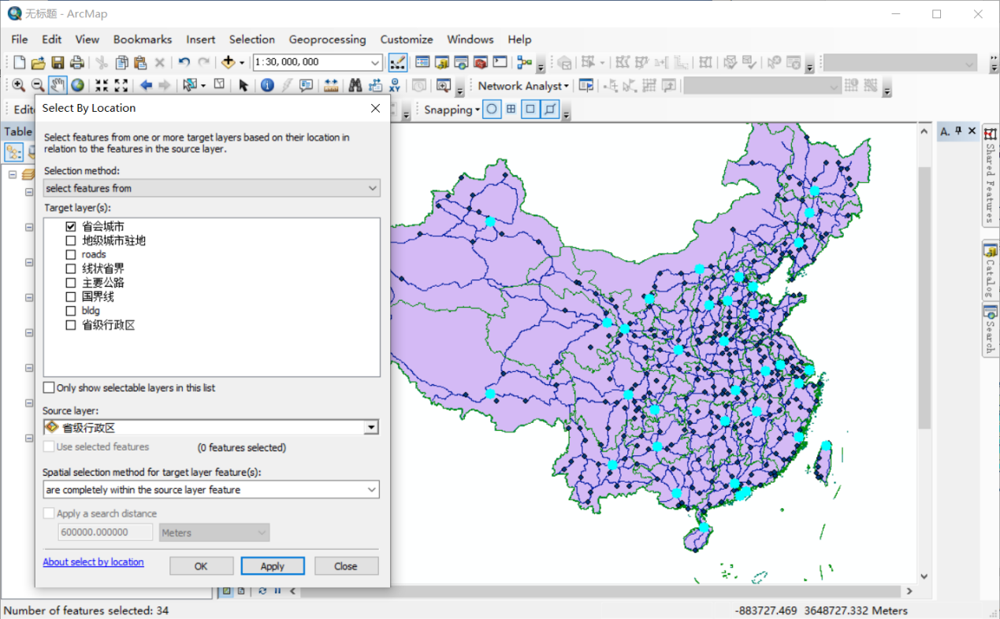 无标题 - ArcMap
File Edit View Bookmarks Insert Selection Geoprocessing Customize Windows Help
1:30,000,000
Network Analyst
XY
Snapping
Select By Location
Table
A.
Select features from one or more target layers based on their location in
relation to the features in the source layer.
Selection method:
select features from
Target layer(s):
省会城市
地级城市驻地
roads
线状省界
主要公路
国界线
bldg
省级行政区
Only show selectable layers in this list
Source layer:
省级行政区
Use selected features (0 features selected)
Spatial selection method for target layer feature(s):
are completely within the source layer feature
Apply a search distance
600000.000000 Meters
About select by location OK Apply Close
Shared Features
Catalog
Search
Number of features selected: 34
-883727.469 3648727.332 Meters